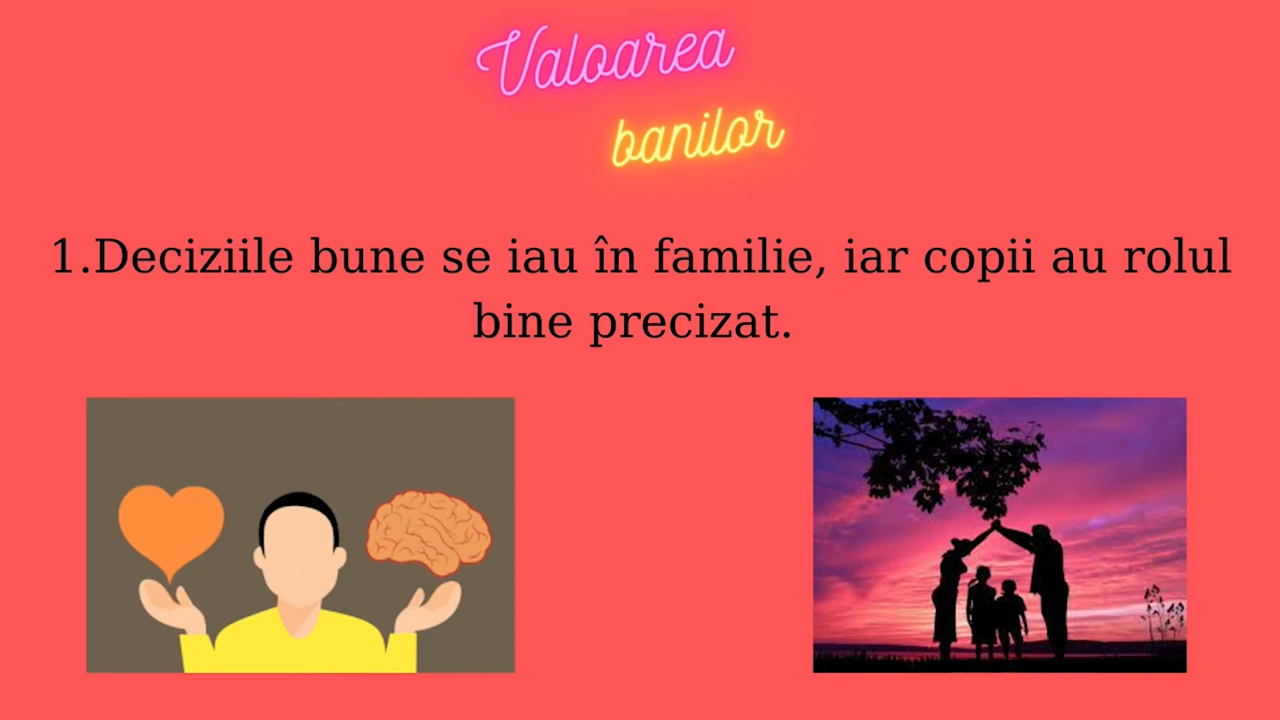 Valoarea
banilor
1.Deciziile bune se iau în familie, iar copii au rolul
bine precizat.